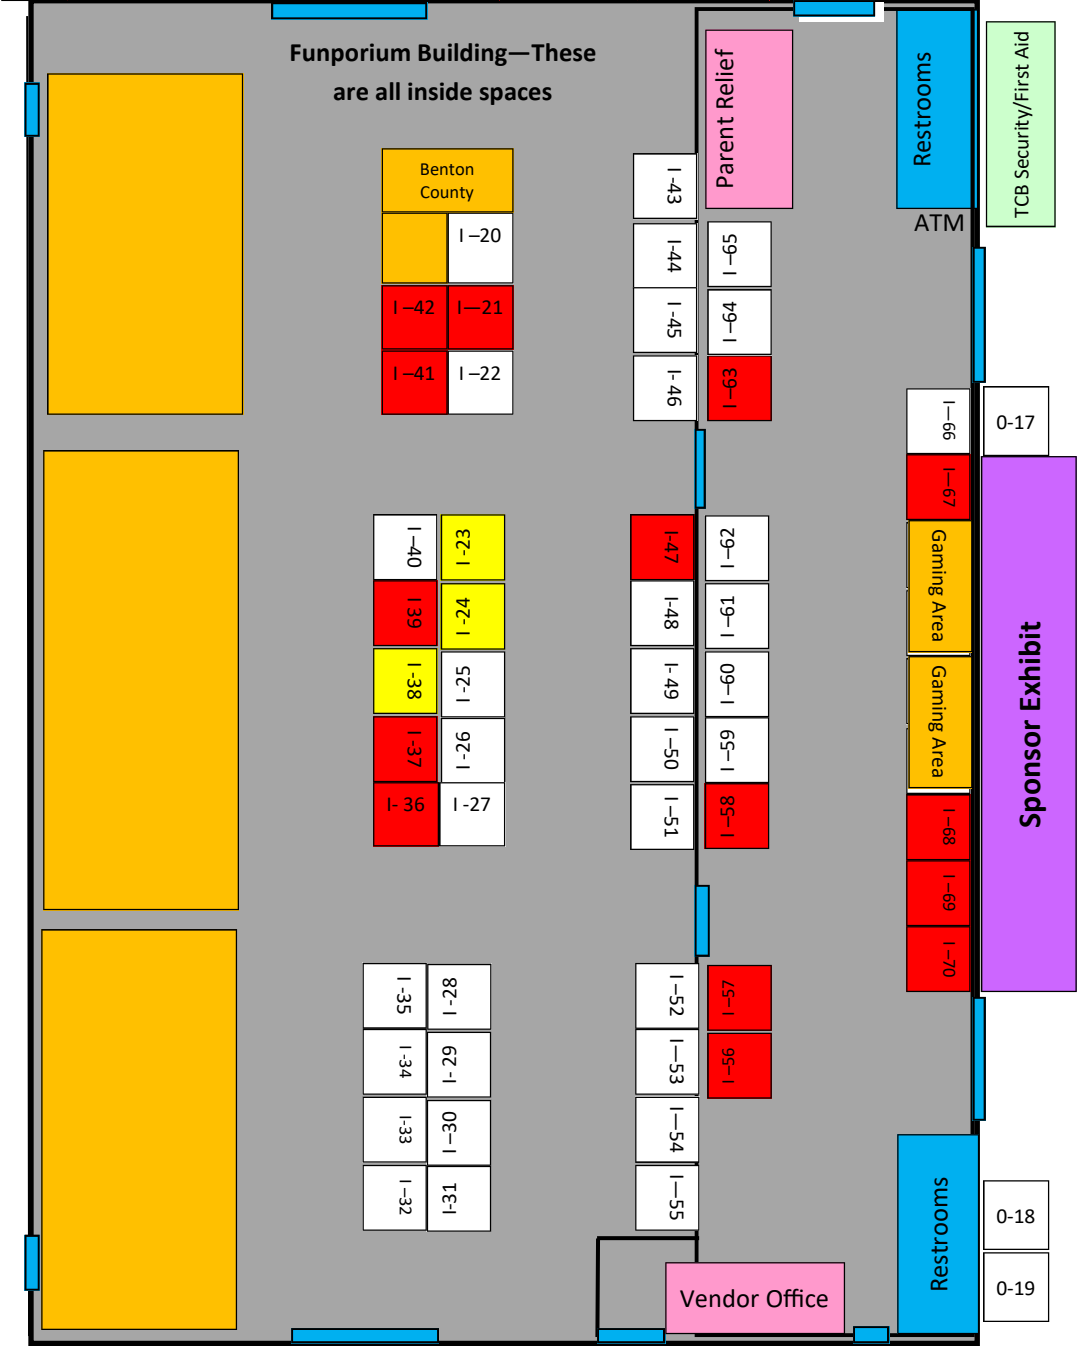 Funporium Building—These
are all inside spaces
Parent Relief
Restrooms
TCB Security/First Aid
ATM
Benton
County
I –20
I –42
I—21
I –41
I –22
I -43
I-44
I -45
I- 46
I –65
I –64
I–63
I—66
0-17
I—67
Gaming Area
Gaming Area
Sponsor Exhibit
I –40
I -23
I 39
I -24
I -38
I -25
I -37
I -26
I- 36
I -27
I-47
I-48
I- 49
I—50
I—51
I –62
I –61
I—60
I –59
I –58
I –68
I –69
I –70
I -35
I -28
I -34
I- 29
I-33
I—30
I –32
I-31
I—52
I—53
I—54
I—55
I –57
I –56
Restrooms
0-18
0-19
Vendor Office